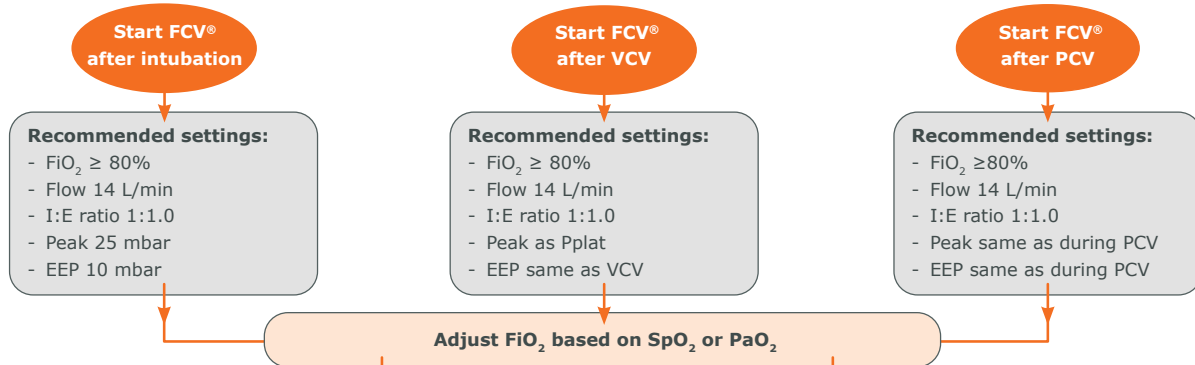 Start FCV®
after intubation
Recommended settings:
- FiO₂ ≥ 80%
- Flow 14 L/min
- I:E ratio 1:1.0
- Peak 25 mbar
- EEP 10 mbar
Start FCV®
after VCV
Recommended settings:
- FiO₂ ≥ 80%
- Flow 14 L/min
- I:E ratio 1:1.0
- Peak as Pplat
- EEP same as VCV
Start FCV®
after PCV
Recommended settings:
- FiO₂ ≥80%
- Flow 14 L/min
- I:E ratio 1:1.0
- Peak same as during PCV
- EEP same as during PCV
Adjust FiO₂ based on SpO₂ or PaO₂